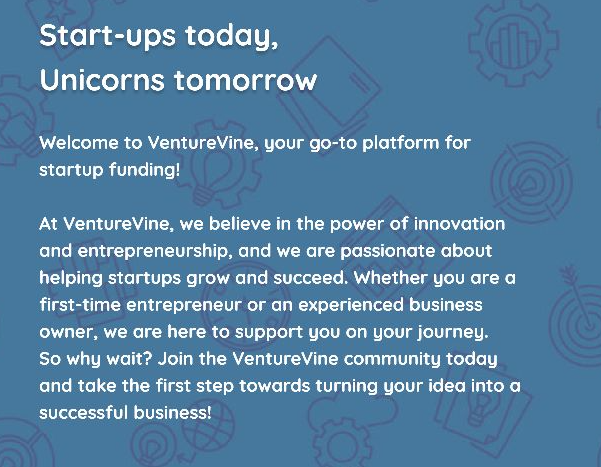 Start-ups today,
Unicorns tomorrow
Welcome to VentureVine, your go-to platform for
startup funding!
At VentureVine, we believe in the power of innovation
and entrepreneurship, and we are passionate about
helping startups grow and succeed. Whether you are a
first-time entrepreneur or an experienced business
owner, we are here to support you on your journey.
So why wait? Join the VentureVine community today
and take the first step towards turning your idea into a
successful business!